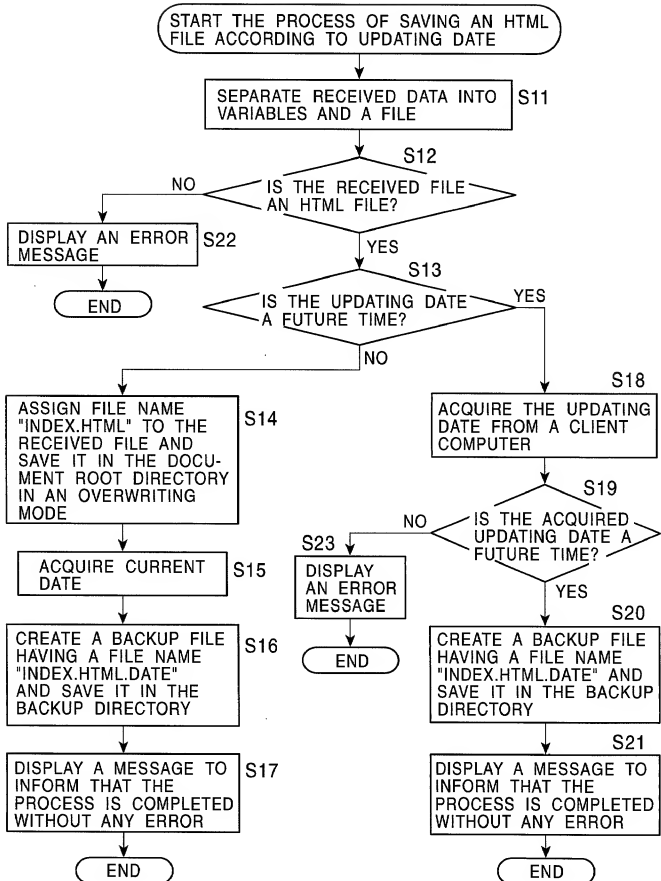 START THE PROCESS OF SAVING AN HTML
FILE ACCORDING TO UPDATING DATE
SEPARATE RECEIVED DATA INTO
VARIABLES AND A FILE
S11
S12
IS THE RECEIVED FILE
AN HTML FILE?
NO
YES
DISPLAY AN ERROR
MESSAGE
S22
END
S13
IS THE UPDATING DATE
A FUTURE TIME?
YES
NO
ASSIGN FILE NAME
"INDEX.HTML" TO THE
RECEIVED FILE AND
SAVE IT IN THE DOCU-
MENT ROOT DIRECTORY
IN AN OVERWRITING
MODE
S14
ACQUIRE CURRENT
DATE
S15
CREATE A BACKUP FILE
HAVING A FILE NAME
"INDEX.HTML.DATE"
AND SAVE IT IN THE
BACKUP DIRECTORY
S16
DISPLAY A MESSAGE TO
INFORM THAT THE
PROCESS IS COMPLETED
WITHOUT ANY ERROR
S17
END
S18
ACQUIRE THE UPDATING
DATE FROM A CLIENT
COMPUTER
S19
IS THE ACQUIRED
UPDATING DATE A
FUTURE TIME?
NO
YES
S23
DISPLAY
AN ERROR
MESSAGE
END
S20
CREATE A BACKUP FILE
HAVING A FILE NAME
"INDEX.HTML.DATE" AND
SAVE IT IN THE BACKUP
DIRECTORY
S21
DISPLAY A MESSAGE TO
INFORM THAT THE
PROCESS IS COMPLETED
WITHOUT ANY ERROR
END